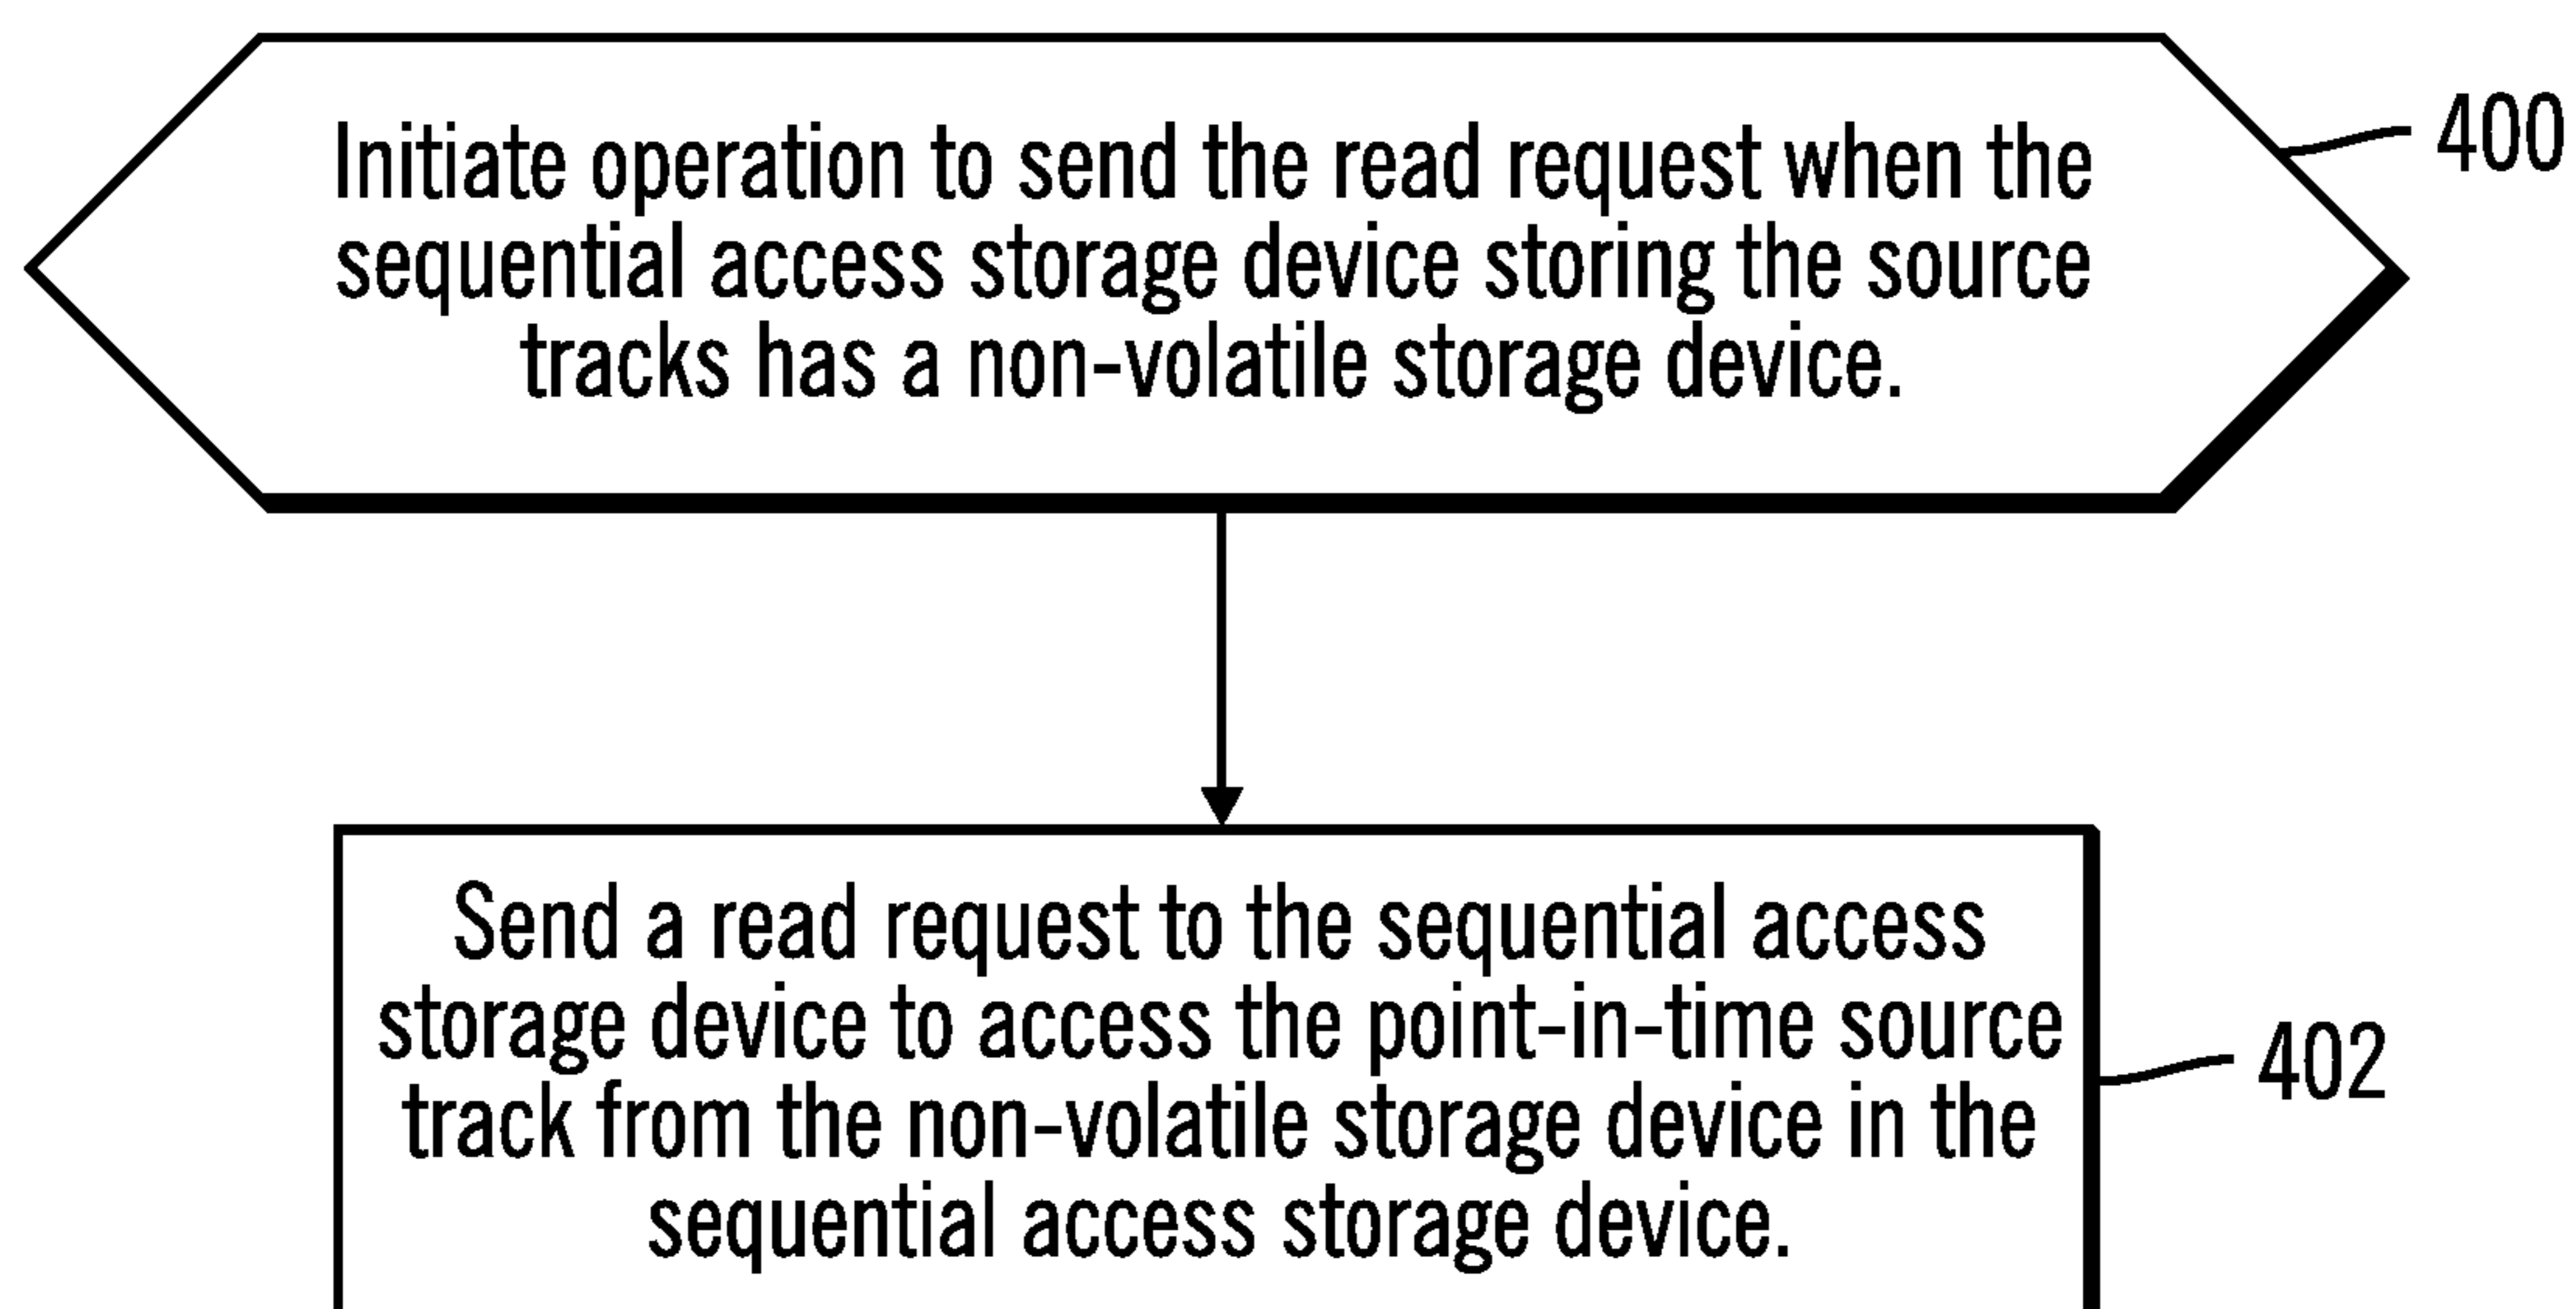 Initiate operation to send the read request when the
sequential access storage device storing the source
tracks has a non-volatile storage device.
400
Send a read request to the sequential access
storage device to access the point-in-time source
track from the non-volatile storage device in the
sequential access storage device.
402